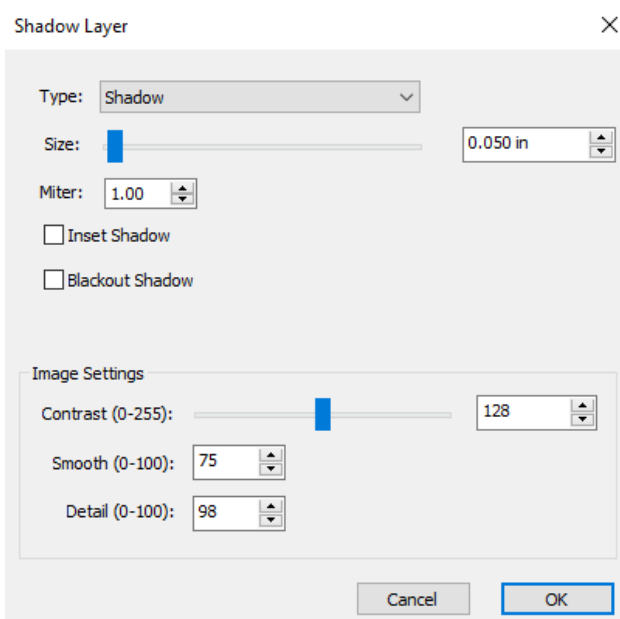 Shadow Layer
Type: Shadow
Size: 0.050 in
Miter: 1.00
Inset Shadow
Blackout Shadow
Image Settings
Contrast (0-255): 128
Smooth (0-100): 75
Detail (0-100): 98
Cancel OK